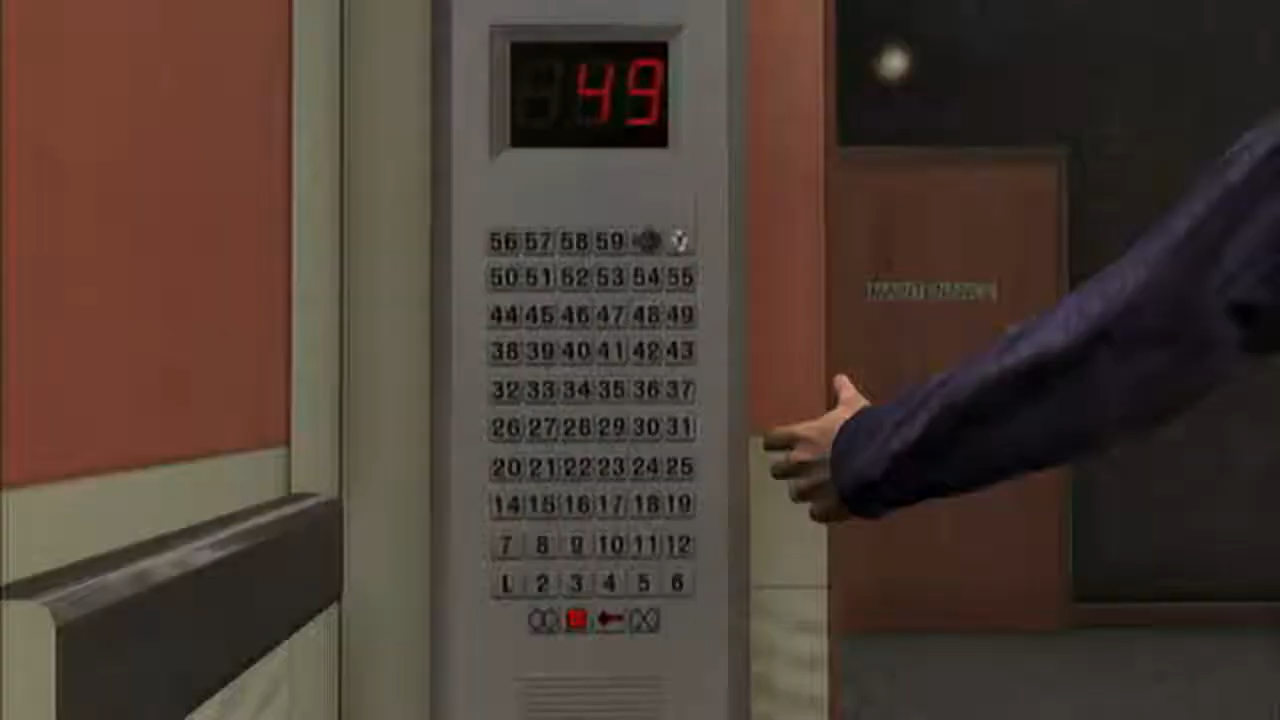 49
56 57 58 59
50 51 52 53 54 55
44 45 46 47 48 49
38 39 40 41 42 43
32 33 34 35 36 37
26 27 28 29 30 31
20 21 22 23 24 25
14 15 16 17 18 19
7 8 9 10 11 12
L 2 3 4 5 6
MAINTENANCE